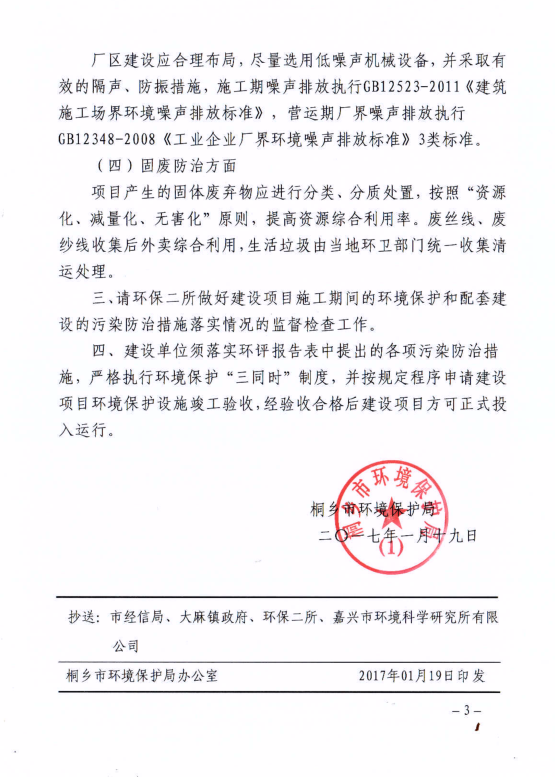 厂区建设应合理布局，尽量选用低噪声机械设备，并采取有
效的隔声、防振措施，施工期噪声排放执行GB12523-2011《建筑
施工场界环境噪声排放标准》，营运期厂界噪声排放执行
GB12348-2008《工业企业厂界环境噪声排放标准》3类标准。
（四）固废防治方面
项目产生的固体废弃物应进行分类、分质处置，按照“资源
化、减量化、无害化”原则，提高资源综合利用率。废丝线、废
纱线收集后外卖综合利用,生活垃圾由当地环卫部门统一收集清
运处理。
三、请环保二所做好建设项目施工期间的环境保护和配套建
设的污染防治措施落实情况的监督检查工作。
四、建设单位须落实环评报告表中提出的各项污染防治措
施，严格执行环境保护“三同时”制度，并按规定程序申请建设
项目环境保护设施竣工验收,经验收合格后建设项目方可正式投
入运行。
桐乡市环境保护局
二〇一七年一月十九日
桐乡市环境保护局
(1)
抄送：市经信局、大麻镇政府、环保二所、嘉兴市环境科学研究所有限
公司
桐乡市环境保护局办公室 2017年01月19日印发
-3-